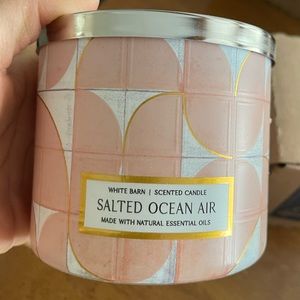 WHITE BARN | SCENTED CANDLE
SALTED OCEAN AIR
MADE WITH NATURAL ESSENTIAL OILS